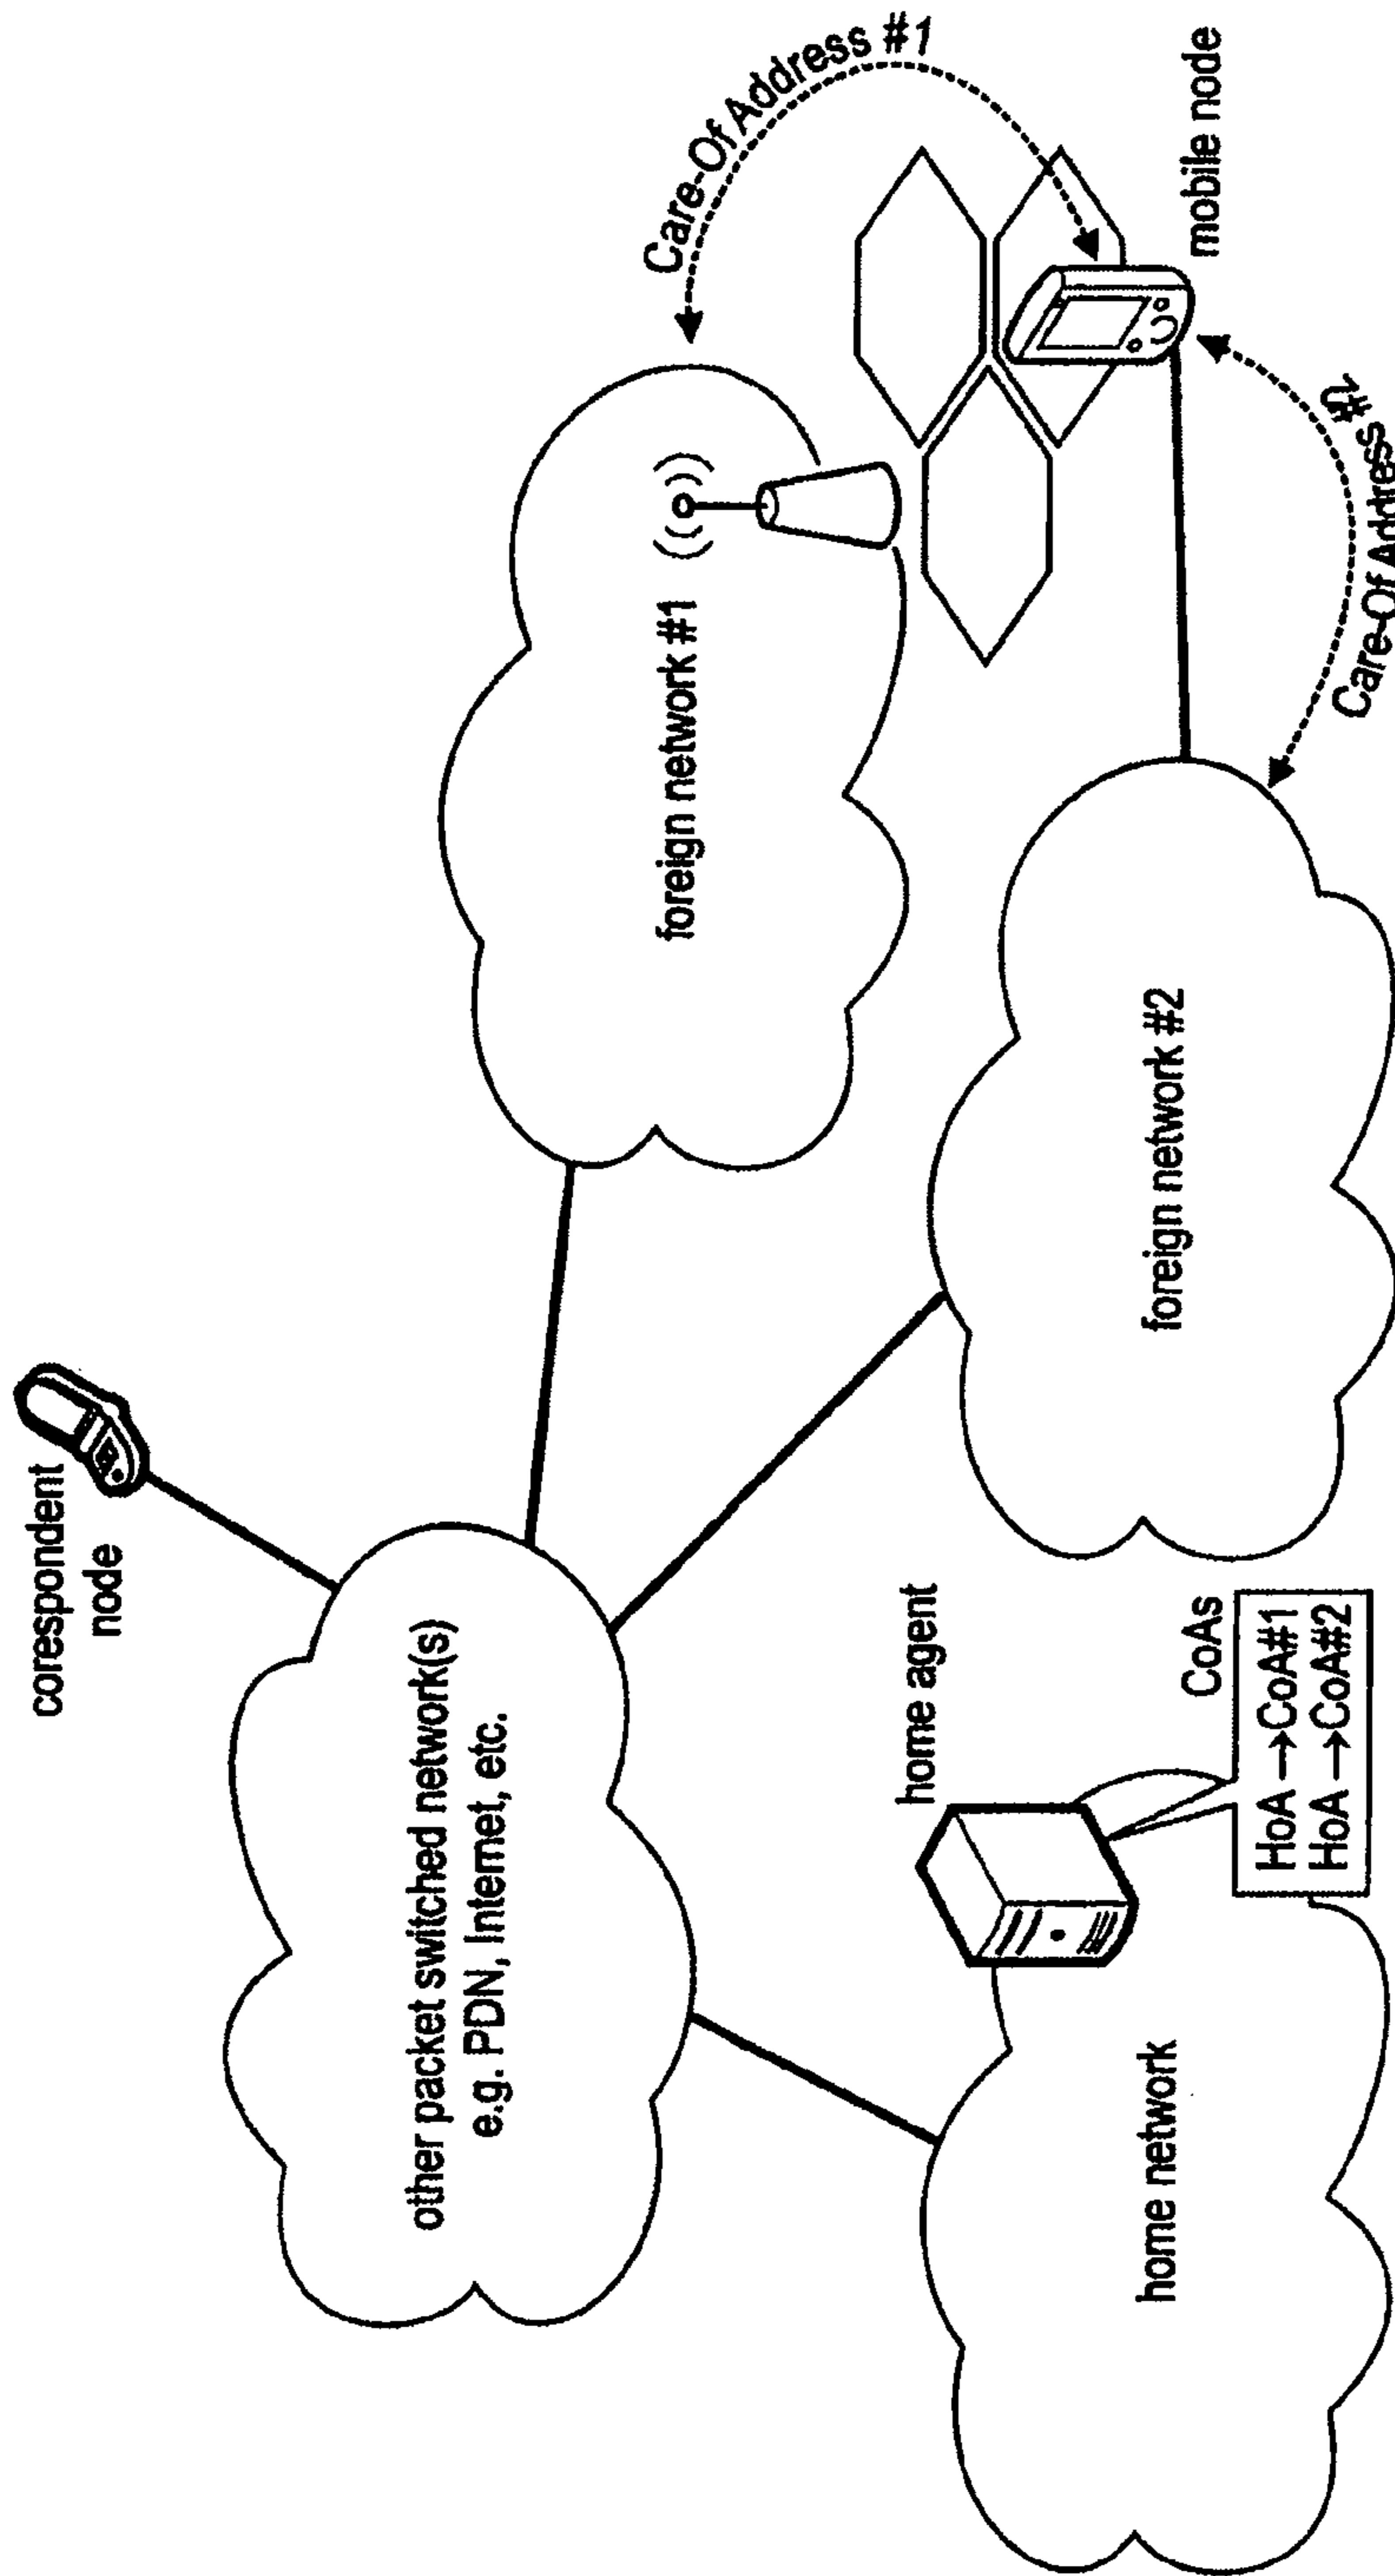 corespondent
node
other packet switched network(s)
e.g. PDN, Internet, etc.
foreign network #1
Care-Of Address #1
mobile node
Care-Of Address #2
foreign network #2
home agent
CoAs
HoA →CoA#1
HoA →CoA#2
home network